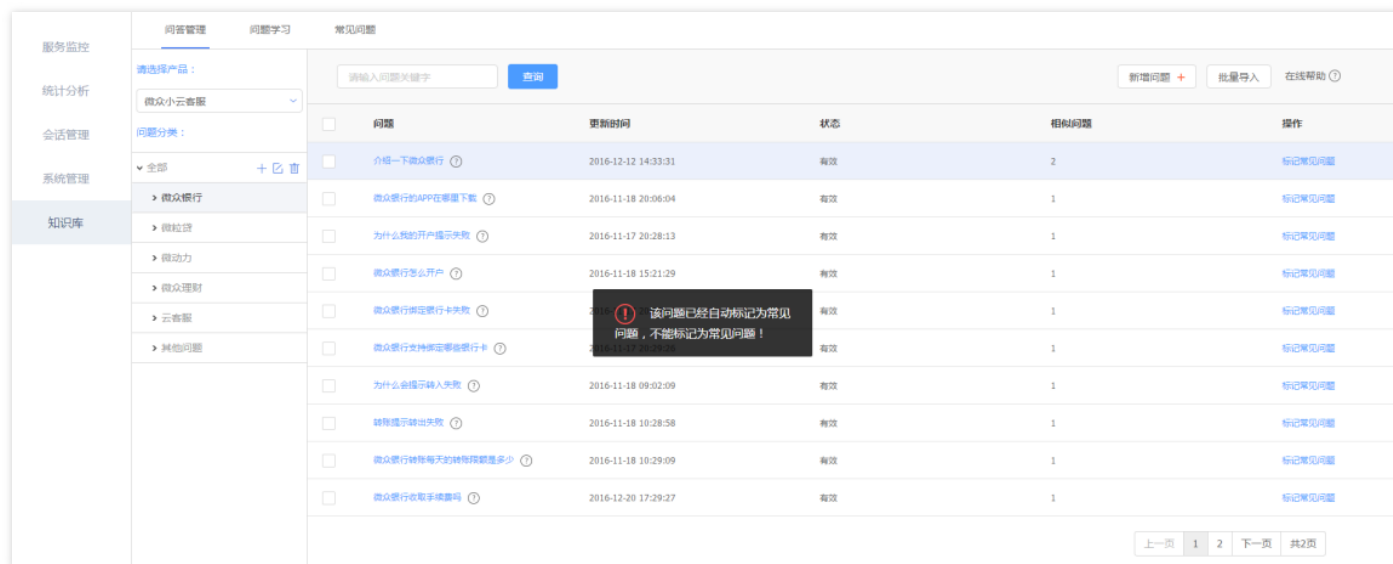 问答管理 问题学习 常见问题
服务监控
统计分析
会话管理
系统管理
知识库
请选择产品：
微众小云客服
问题分类：
全部
微众银行
微粒贷
微动力
微众理财
云客服
其他问题
请输入问题关键字 查询 新增问题 + 批量导入 在线帮助 ?
问题 更新时间 状态 相似问题 操作
介绍一下微众银行 ? 2016-12-12 14:33:31 有效 2 标记常见问题
微众银行的APP在哪里下载 ? 2016-11-18 20:06:04 有效 1 标记常见问题
为什么我的开户提示失败 ? 2016-11-17 20:28:13 有效 1 标记常见问题
微众银行怎么开户 ? 2016-11-18 15:21:29 有效 1 标记常见问题
微众银行绑定银行卡失败 ? 有效 1 标记常见问题
微众银行支持绑定哪些银行卡 ? 有效 1 标记常见问题
该问题已经自动标记为常见
问题，不能标记为常见问题！
为什么会提示转入失败 ? 2016-11-18 09:02:09 有效 1 标记常见问题
转账提示转出失败 ? 2016-11-18 10:28:58 有效 1 标记常见问题
微众银行转账每天的转账限额是多少 ? 2016-11-18 10:29:09 有效 1 标记常见问题
微众银行收取手续费吗 ? 2016-12-20 17:29:27 有效 1 标记常见问题
上一页 1 2 下一页 共2页